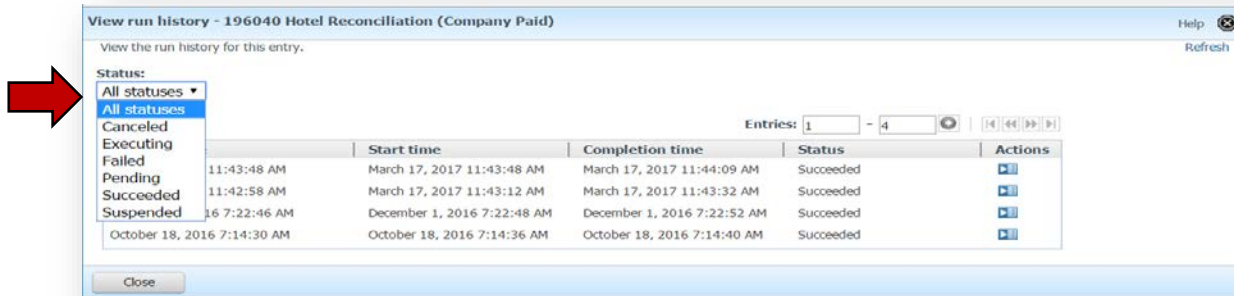 View run history - 196040 Hotel Reconciliation (Company Paid)
Help
View the run history for this entry.
Refresh
Status:
All statuses
All statuses
Canceled
Executing
Failed
Pending
Succeeded
Suspended
Entries: 1 - 4
Start time Completion time Status Actions
11:43:48 AM March 17, 2017 11:43:48 AM March 17, 2017 11:44:09 AM Succeeded
11:42:58 AM March 17, 2017 11:43:12 AM March 17, 2017 11:43:32 AM Succeeded
16 7:22:46 AM December 1, 2016 7:22:48 AM December 1, 2016 7:22:52 AM Succeeded
October 18, 2016 7:14:30 AM October 18, 2016 7:14:36 AM October 18, 2016 7:14:40 AM Succeeded
Close